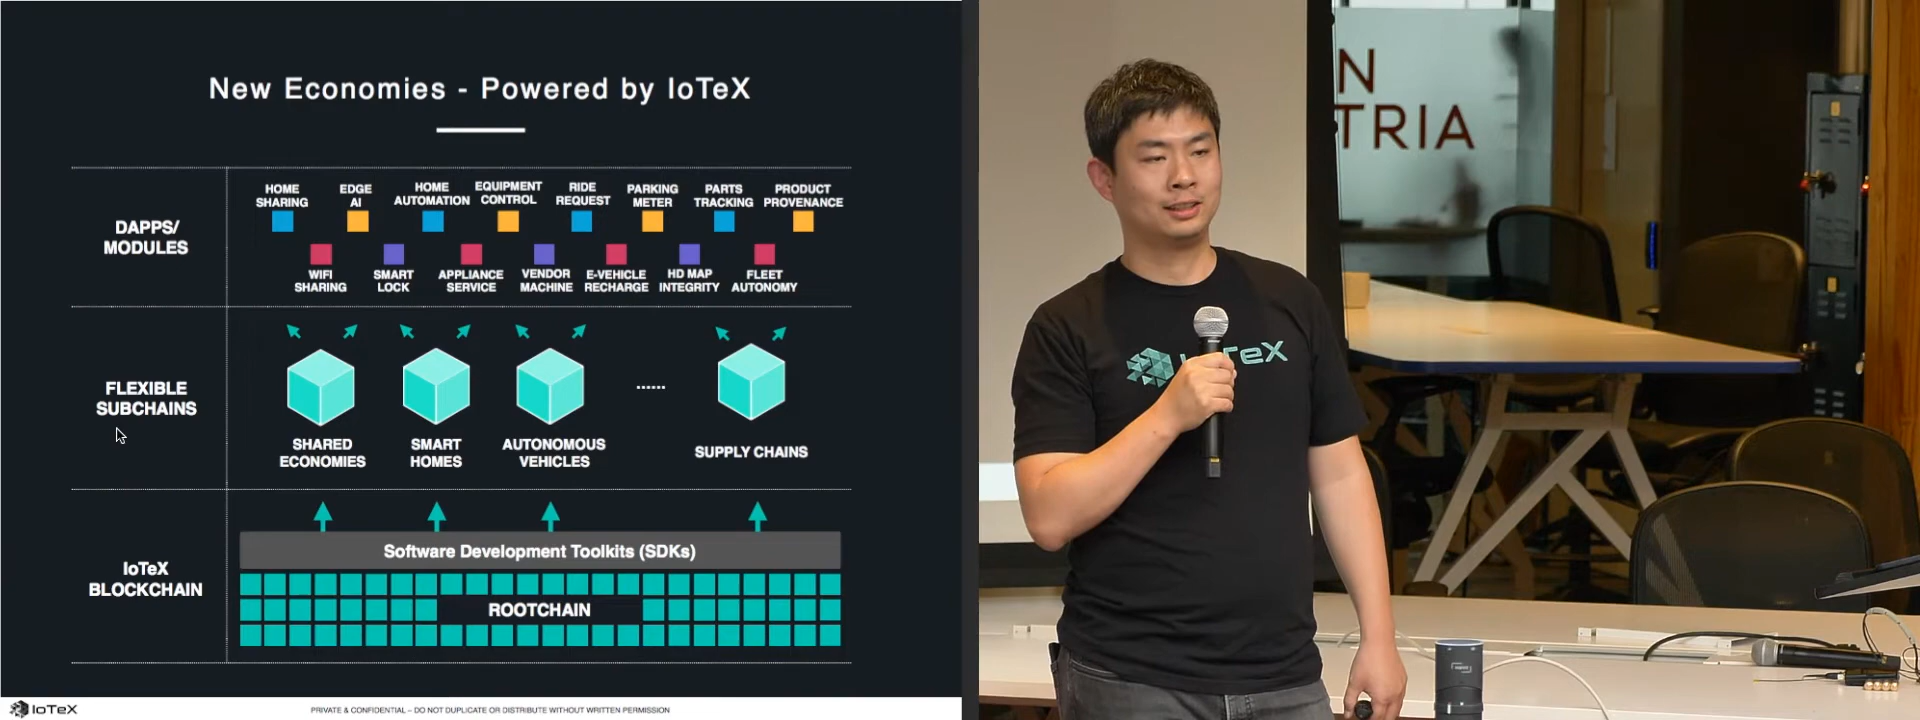 New Economies - Powered by IoTeX
DAPPS/
MODULES
HOME
SHARING
EDGE
AI
HOME
AUTOMATION
EQUIPMENT
CONTROL
RIDE
REQUEST
PARKING
METER
PARTS
TRACKING
PRODUCT
PROVENANCE
WIFI
SHARING
SMART
LOCK
APPLIANCE
SERVICE
VENDOR
MACHINE
E-VEHICLE
RECHARGE
HD MAP
INTEGRITY
FLEET
AUTONOMY
FLEXIBLE
SUBCHAINS
SHARED
ECONOMIES
SMART
HOMES
AUTONOMOUS
VEHICLES
......
SUPPLY CHAINS
IoTeX
BLOCKCHAIN
Software Development Toolkits (SDKs)
ROOTCHAIN
IoTeX
PRIVATE & CONFIDENTIAL – DO NOT DUPLICATE OR DISTRIBUTE WITHOUT WRITTEN PERMISSION
N
TRIA
IoTeX